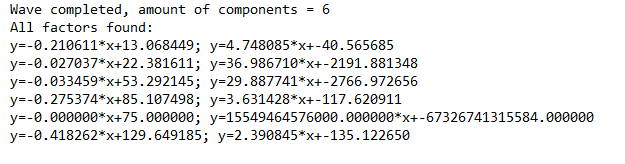 Wave completed, amount of components = 6
All factors found:
y=-0.210611*x+13.068449; y=4.748085*x+-40.565685
y=-0.027037*x+22.381611; y=36.986710*x+-2191.881348
y=-0.033459*x+53.292145; y=29.887741*x+-2766.972656
y=-0.275374*x+85.107498; y=3.631428*x+-117.620911
y=-0.000000*x+75.000000; y=15549464576000.000000*x+-67326741315584.000000
y=-0.418262*x+129.649185; y=2.390845*x+-135.122650